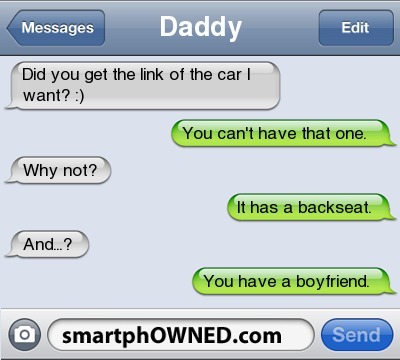 Messages
Daddy
Edit
Did you get the link of the car I
want? :)
You can't have that one.
Why not?
It has a backseat.
And...?
You have a boyfriend.
smartphOWNED.com
Send